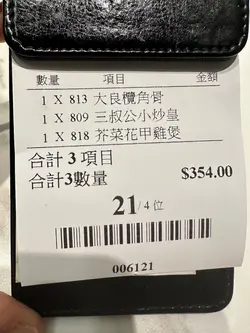 數量 項目 金額
1 X 813 大良欖角骨
1 X 809 三叔公小炒皇
1 X 818 芥菜花甲雞煲
合計 3 項目
合計3數量 $354.00
21/4 位
006121